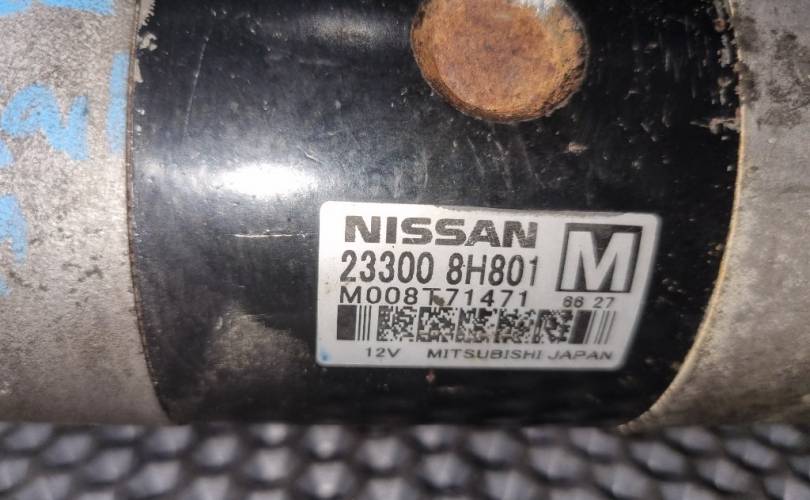 NISSAN
M
23300 8H801
M008T71471
66 27
12V MITSUBISHI JAPAN